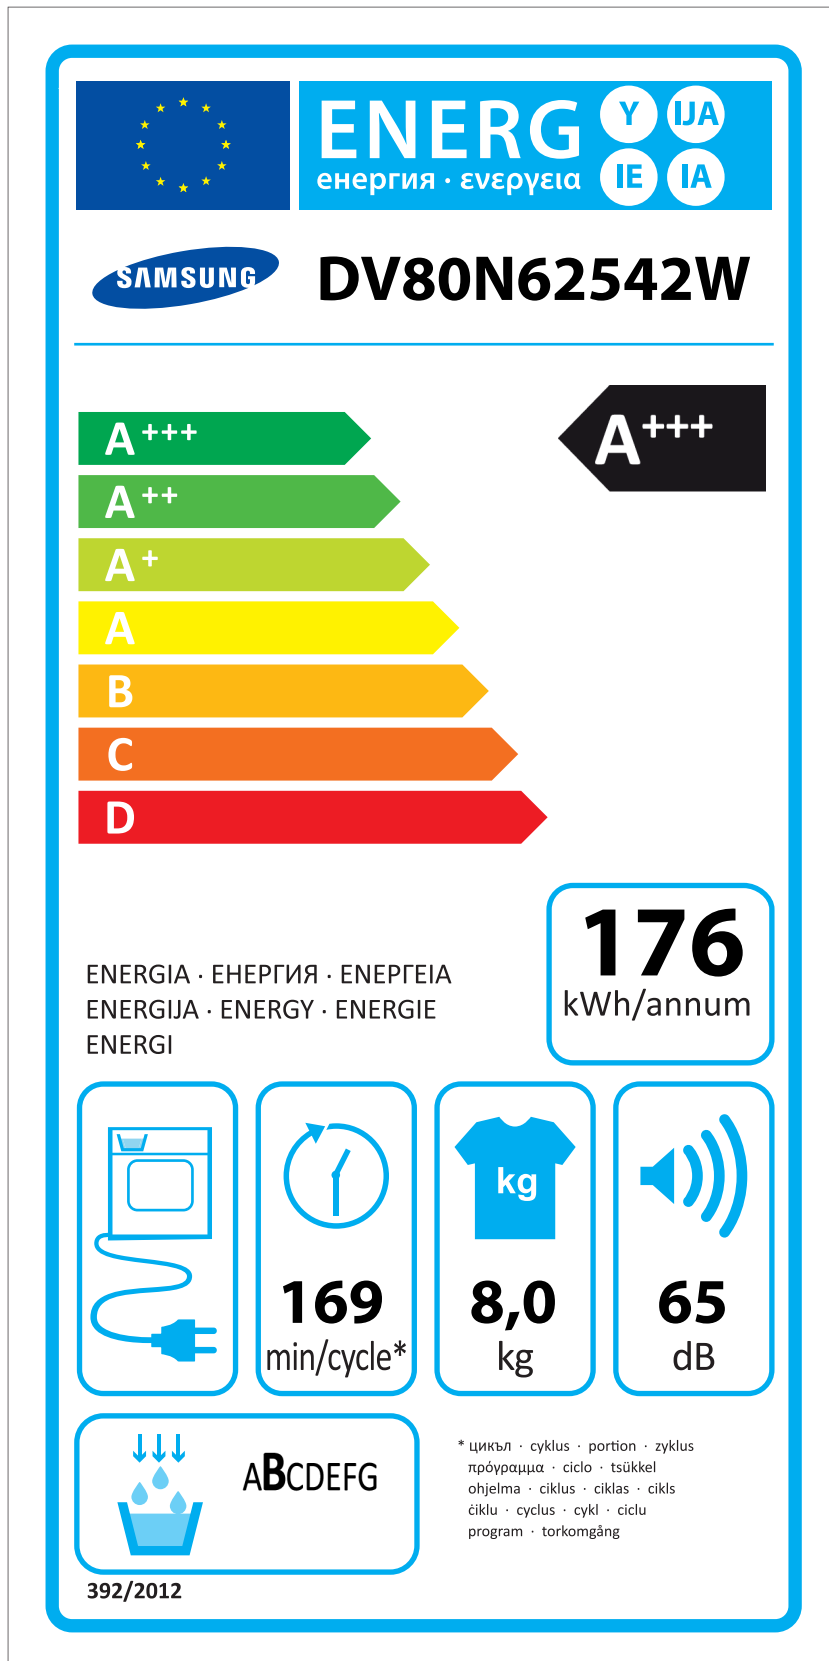 ENERG Y IJA IE IA
енергия · ενεργεια
SAMSUNG DV80N62542W
A+++
A+++
A++
A+
A
B
C
D
176
kWh/annum
ENERGIA · ЕНЕРГИЯ · ΕΝΕΡΓΕΙΑ
ENERGIJA · ENERGY · ENERGIE
ENERGI
kg
169
min/cycle*
8,0
kg
65
dB
ABCDEFG
* цикъл · cyklus · portion · zyklus
πρόγραμμα · ciclo · tsükkel
ohjelma · ciklus · ciklas · cikls
ċiklu · cyclus · cykl · ciclu
program · torkomgång
392/2012